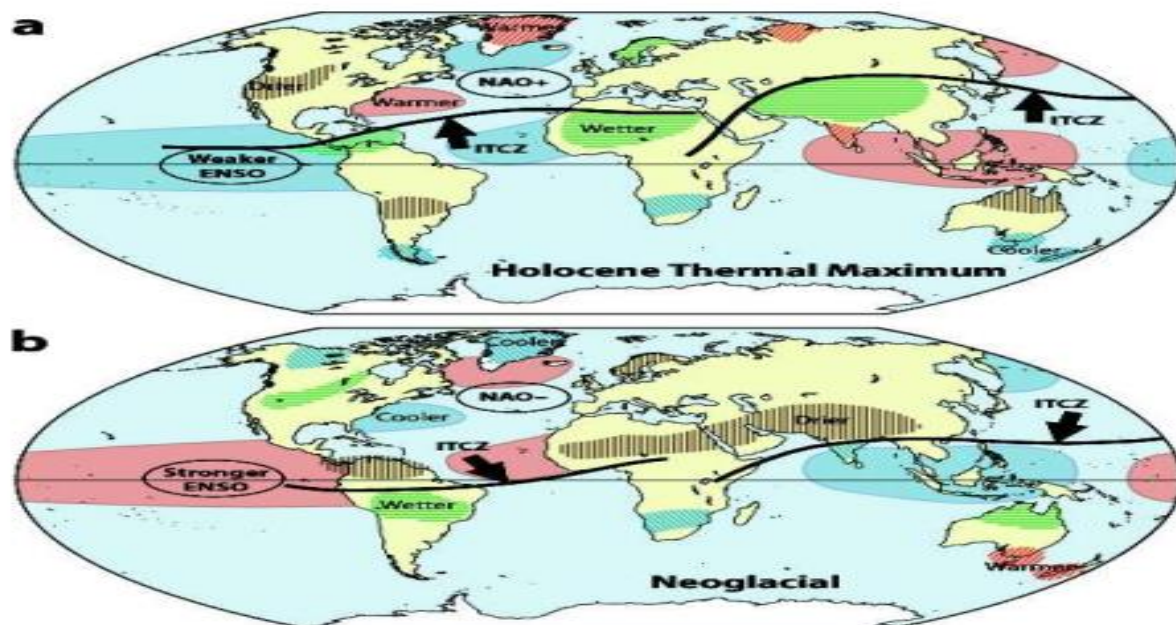 a
Warmer
Drier
NAO+
Warmer
Wetter
ITCZ
ITCZ
Weaker
ENSO
Cooler
Holocene Thermal Maximum
b
Cooler
NAO−
Cooler
ITCZ
ITCZ
Drier
Stronger
ENSO
Wetter
Warmer
Neoglacial